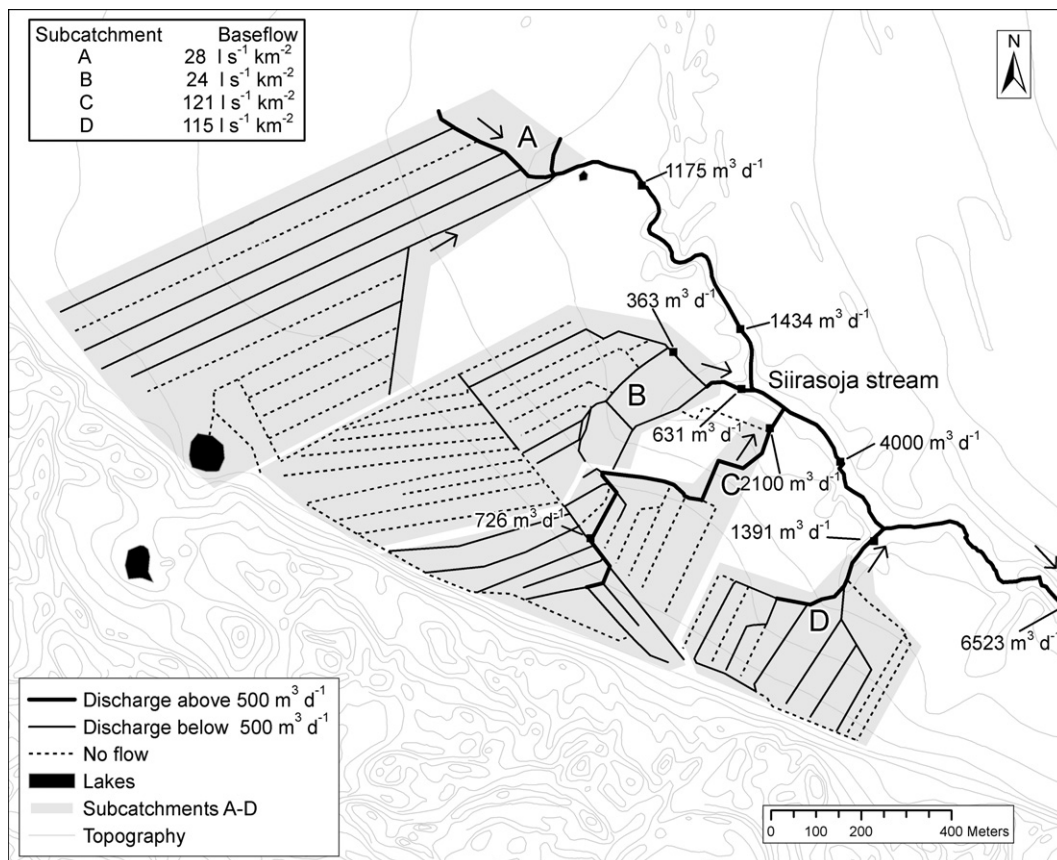 Subcatchment Baseflow
A 28 l s⁻¹ km⁻²
B 24 l s⁻¹ km⁻²
C 121 l s⁻¹ km⁻²
D 115 l s⁻¹ km⁻²
N
A
1175 m³ d⁻¹
363 m³ d⁻¹
1434 m³ d⁻¹
Siirasoja stream
B
631 m³ d⁻¹
4000 m³ d⁻¹
C
2100 m³ d⁻¹
726 m³ d⁻¹
1391 m³ d⁻¹
D
6523 m³ d⁻¹
Discharge above 500 m³ d⁻¹
Discharge below 500 m³ d⁻¹
No flow
Lakes
Subcatchments A-D
Topography
0 100 200 400 Meters